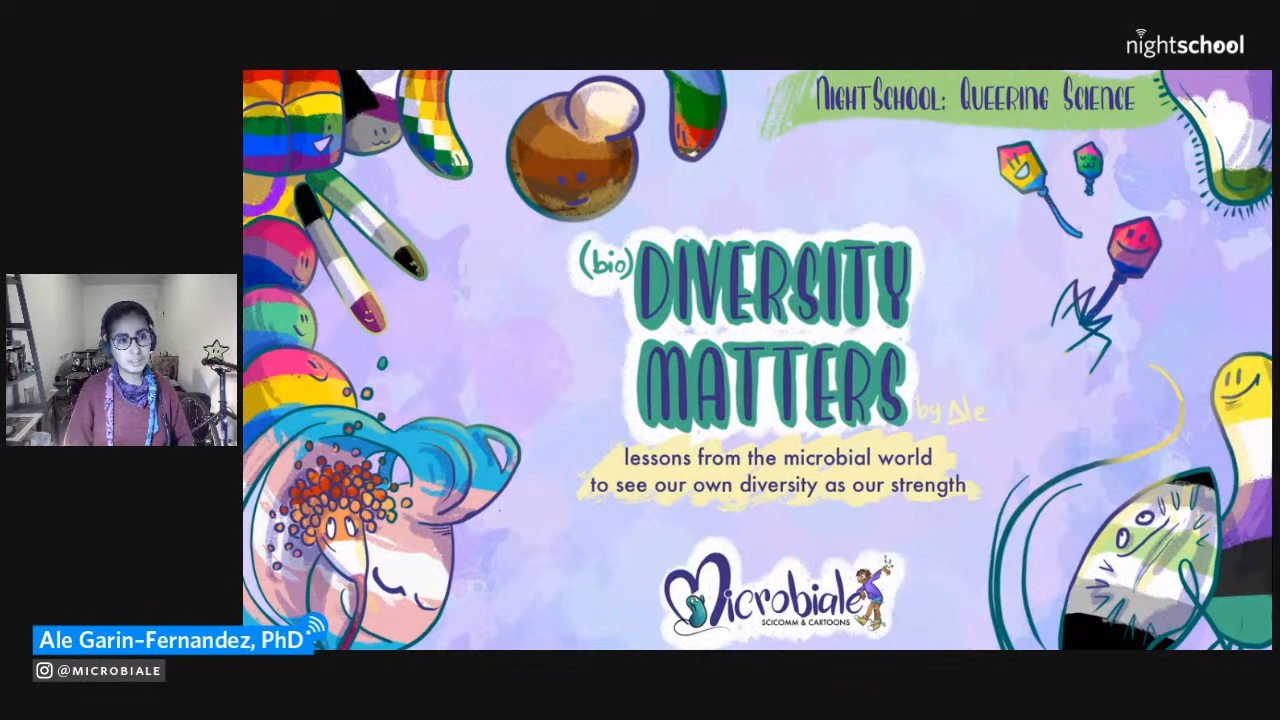 nightschool
NIGHTSCHOOL: QUEERING SCIENCE
(bio) DIVERSITY
MATTERS
by Ale
lessons from the microbial world
to see our own diversity as our strength
Microbiale
SCICOMM & CARTOONS
Ale Garin-Fernandez, PhD
@MICROBIALE